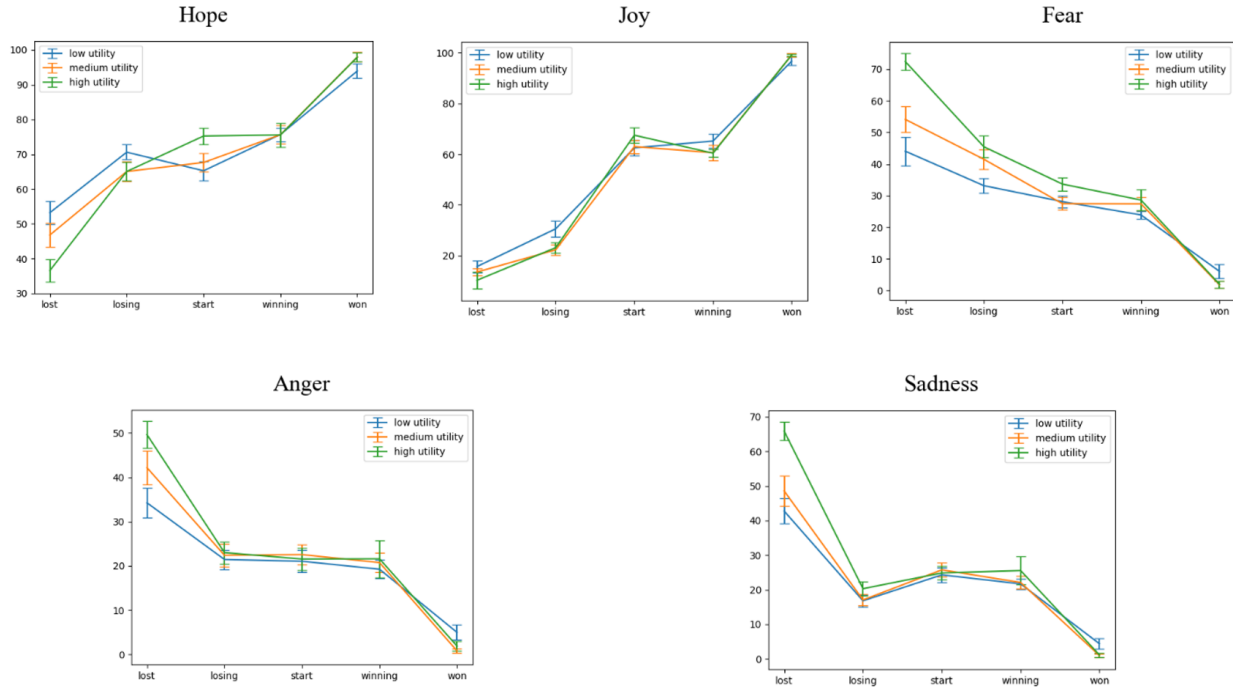 Hope
100
90
80
70
60
50
40
30
low utility
medium utility
high utility
lost losing start winning won
Joy
100
80
60
40
20
low utility
medium utility
high utility
lost losing start winning won
Fear
70
60
50
40
30
20
10
0
low utility
medium utility
high utility
lost losing start winning won
Anger
50
40
30
20
10
0
low utility
medium utility
high utility
lost losing start winning won
Sadness
70
60
50
40
30
20
10
0
low utility
medium utility
high utility
lost losing start winning won